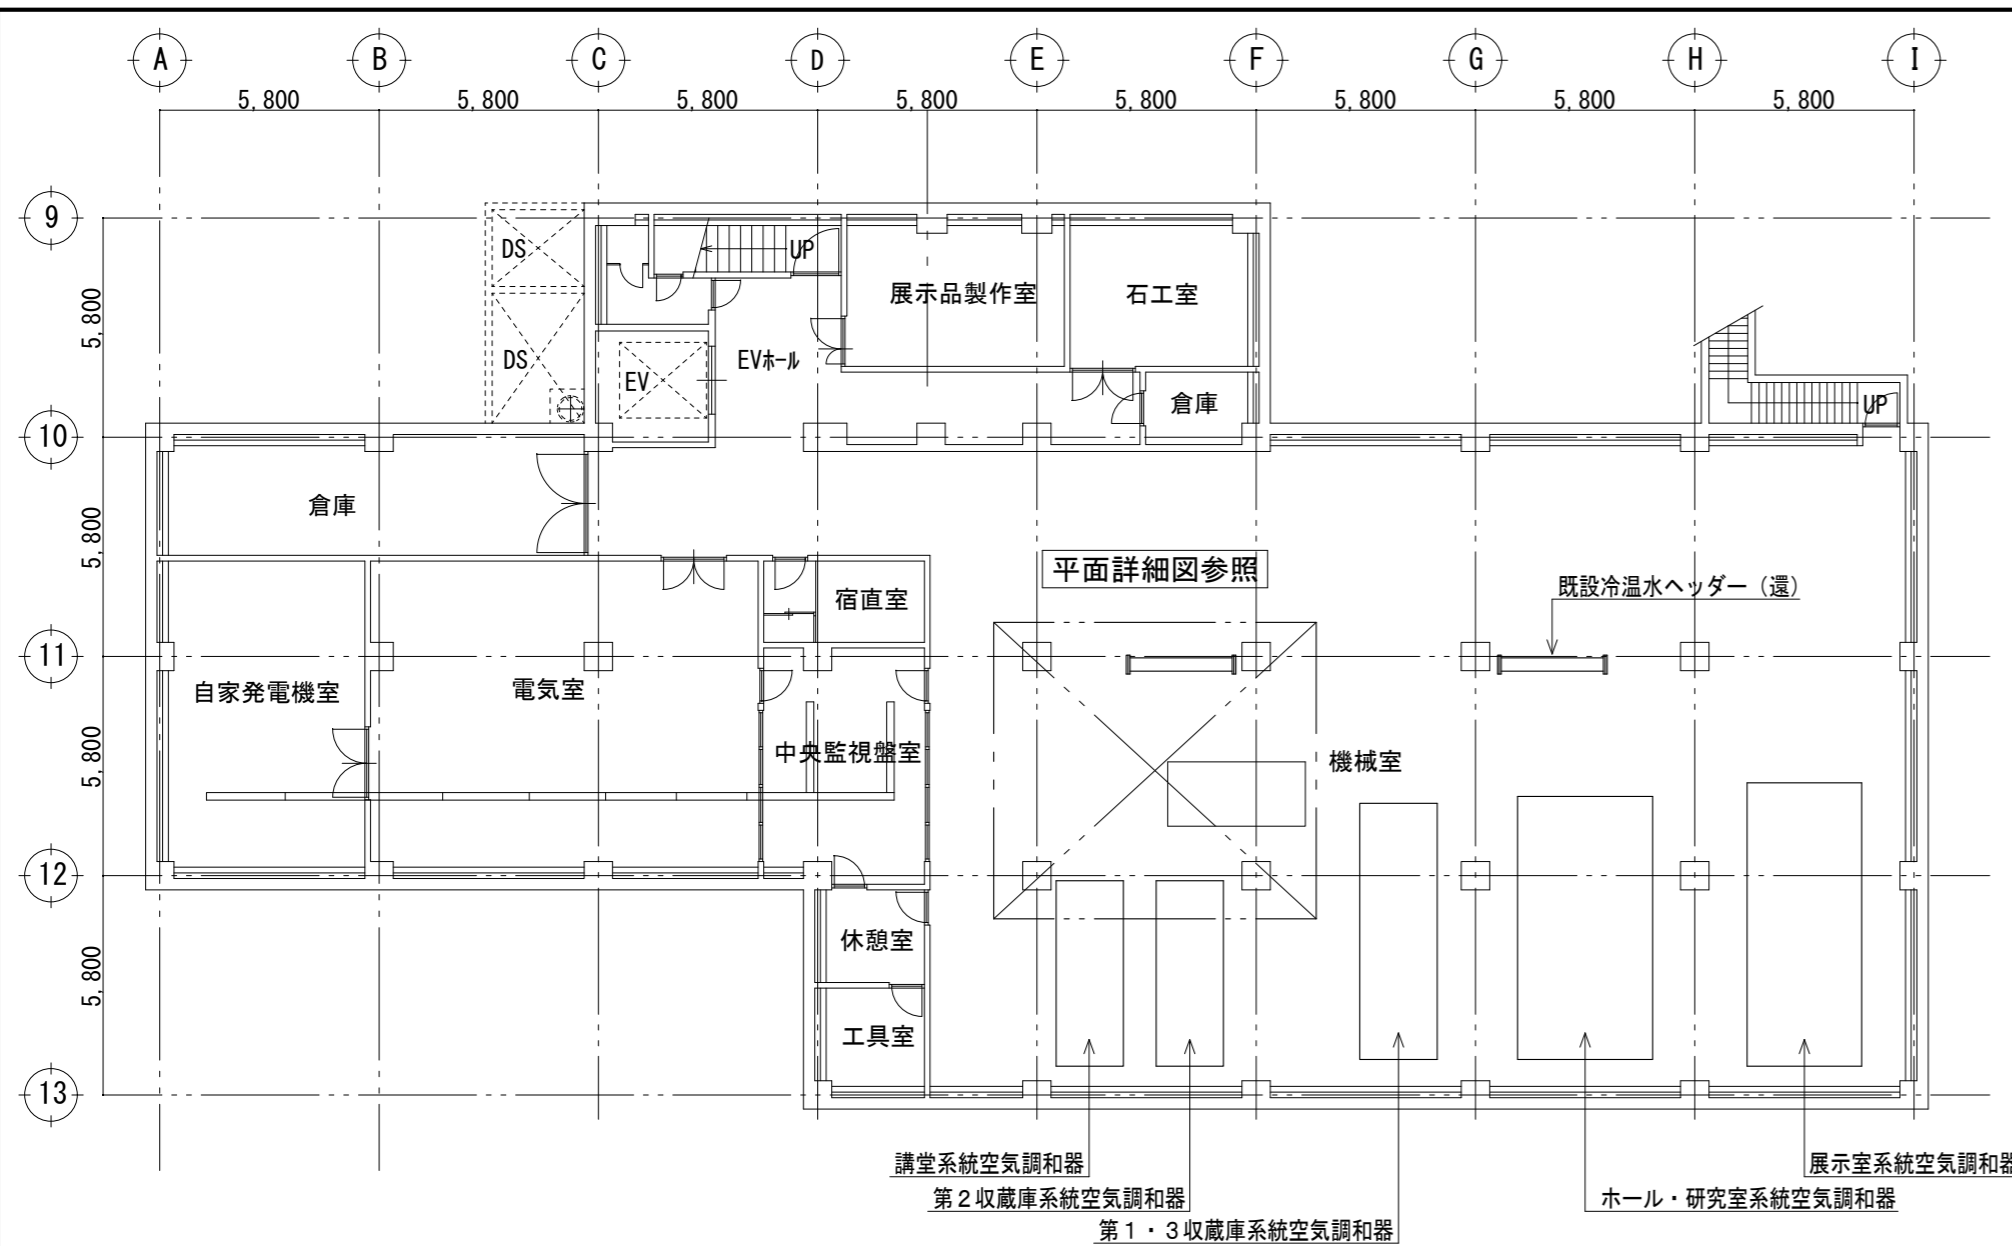 A B C D E F G H I
5,800 5,800 5,800 5,800 5,800 5,800 5,800 5,800
9
DS
UP
展示品製作室
石工室
5,800
DS
EVホール
EV
倉庫
UP
10
倉庫
5,800
平面詳細図参照
既設冷温水ヘッダー（還）
宿直室
11
自家発電機室
電気室
中央監視盤室
機械室
5,800
12
休憩室
5,800
工具室
13
講堂系統空気調和器
展示室系統空気調和器
第２収蔵庫系統空気調和器
ホール・研究室系統空気調和器
第１・３収蔵庫系統空気調和器